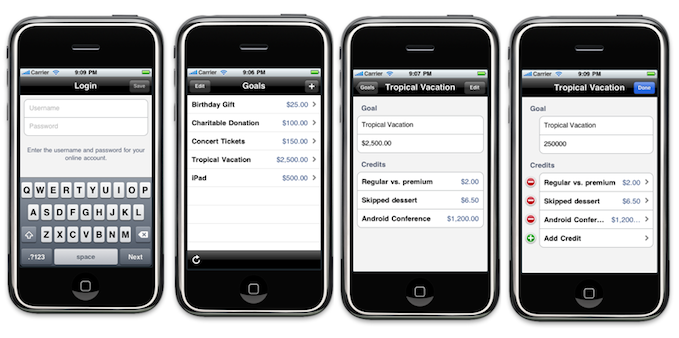 Carrier 9:09 PM
Login Save
Username
Password
Enter the username and password for your
online account.
Q W E R T Y U I O P
A S D F G H J K L
Z X C V B N M
.?123 space Next
Carrier 9:06 PM
Edit Goals +
Birthday Gift $25.00
Charitable Donation $100.00
Concert Tickets $150.00
Tropical Vacation $2,500.00
iPad $500.00
Carrier 9:07 PM
Goals Tropical Vacation Edit
Goal
Tropical Vacation
$2,500.00
Credits
Regular vs. premium $2.00
Skipped dessert $6.50
Android Conference $1,200.00
Carrier 9:09 PM
Tropical Vacation Done
Goal
Tropical Vacation
250000
Credits
Regular vs. premium $2.00
Skipped dessert $6.50
Android Confer... $1,200...
Add Credit